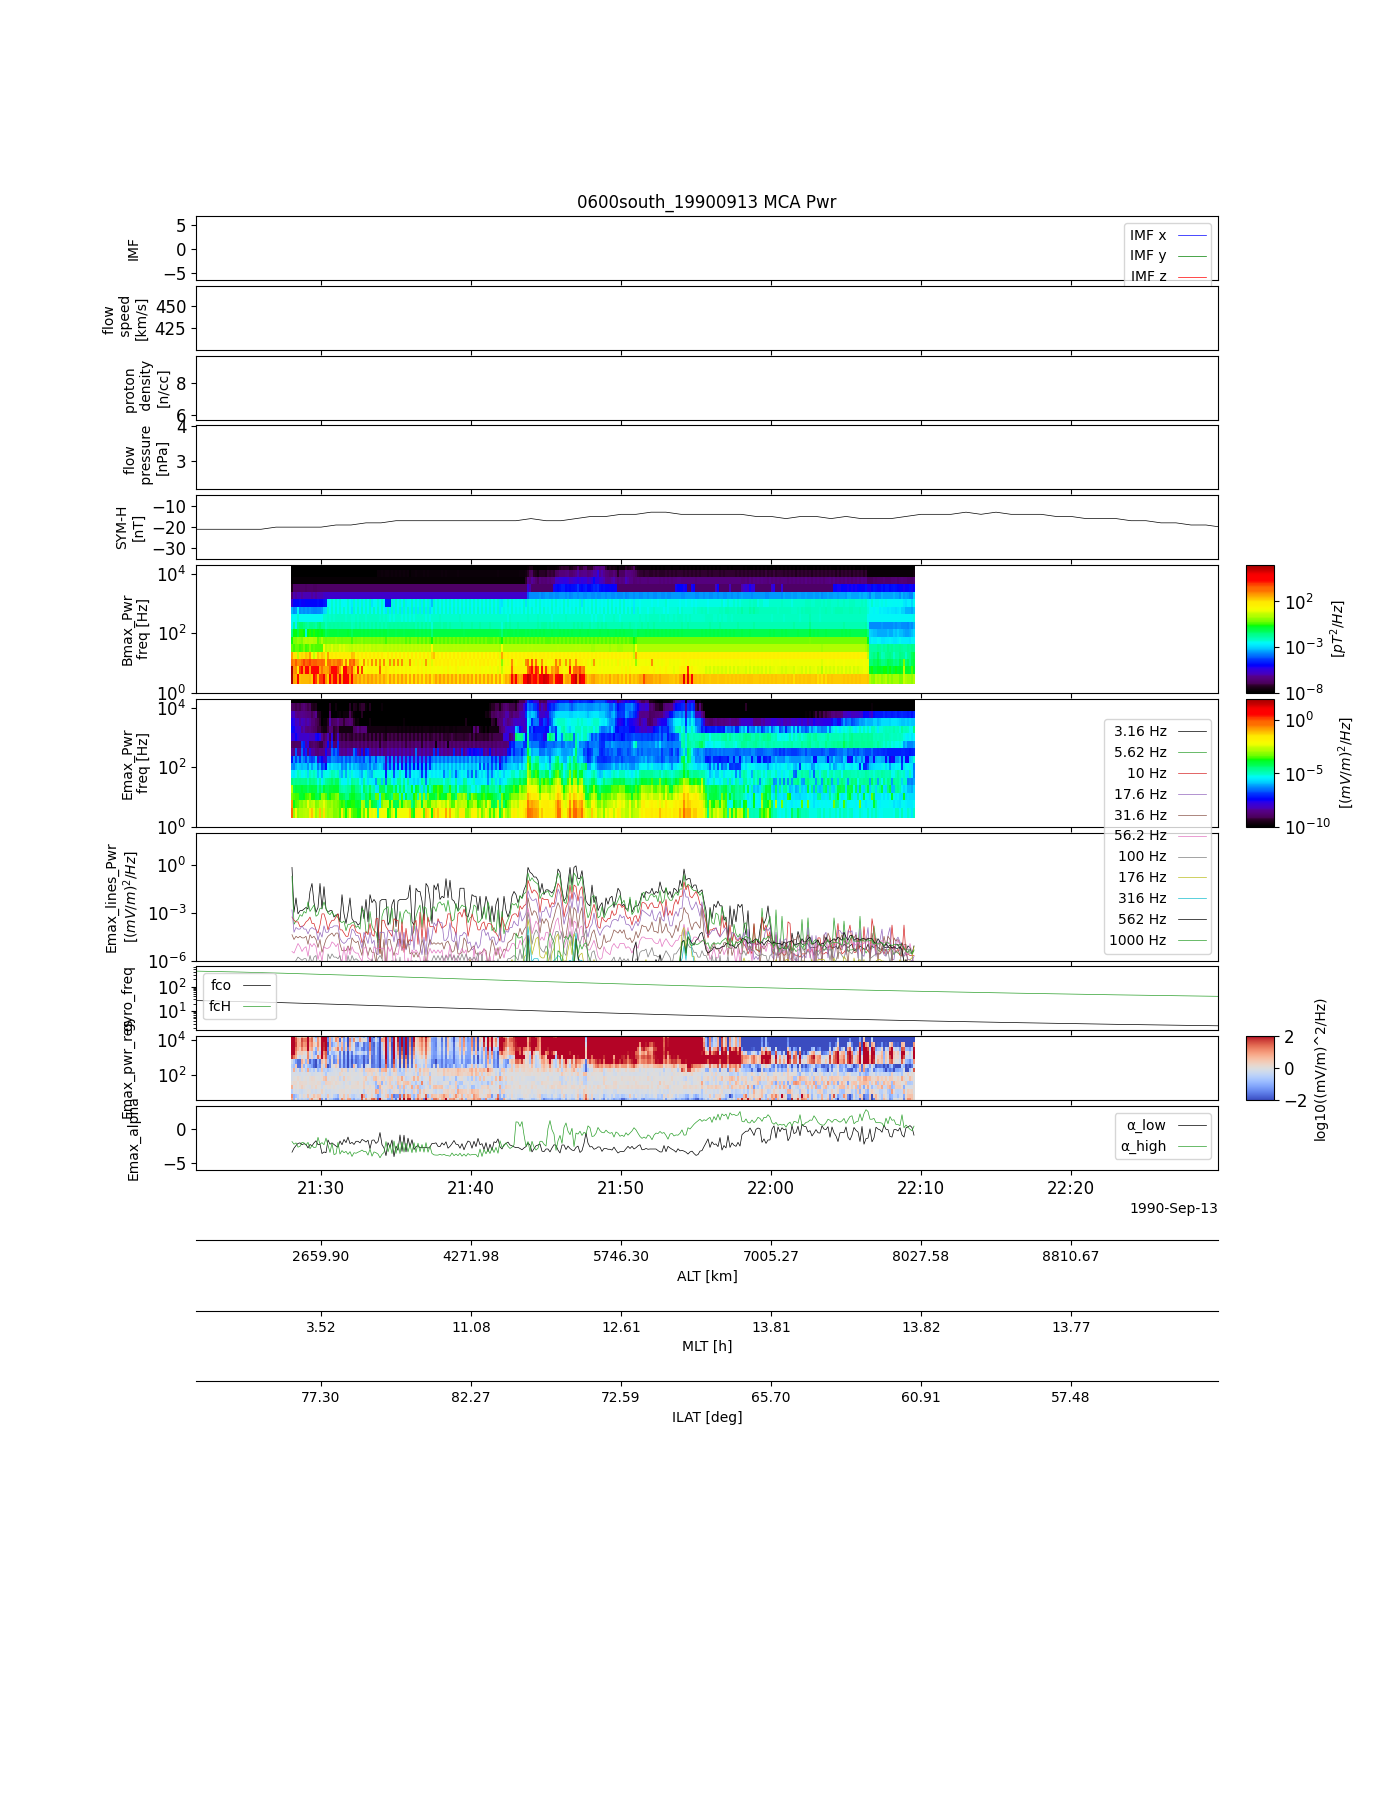 0600south_19900913 MCA Pwr
IMF
5
0
−5
IMF x
IMF y
IMF z
flow
speed
[km/s]
450
425
proton
density
[n/cc]
8
6
flow
pressure
[nPa]
4
3
SYM-H
[nT]
−10
−20
−30
Bmax_Pwr
freq [Hz]
10^4
10^2
10^0
10^2
10^−3
10^−8
[pT^2/Hz]
Emax_Pwr
freq [Hz]
10^4
10^2
10^0
10^0
10^−5
10^−10
[(mV/m)^2/Hz]
3.16 Hz
5.62 Hz
10 Hz
17.6 Hz
31.6 Hz
56.2 Hz
100 Hz
176 Hz
316 Hz
562 Hz
1000 Hz
Emax_lines_Pwr
[(mV/m)^2/Hz]
10^0
10^−3
10^−6
gyro_freq
10^2
10^1
fco
fcH
Emax_pwr_reg
10^4
10^2
2
0
−2
log10((mV/m)^2/Hz)
Emax_alpha
0
−5
α_low
α_high
21:30 21:40 21:50 22:00 22:10 22:20
1990-Sep-13
2659.90 4271.98 5746.30 7005.27 8027.58 8810.67
ALT [km]
3.52 11.08 12.61 13.81 13.82 13.77
MLT [h]
77.30 82.27 72.59 65.70 60.91 57.48
ILAT [deg]